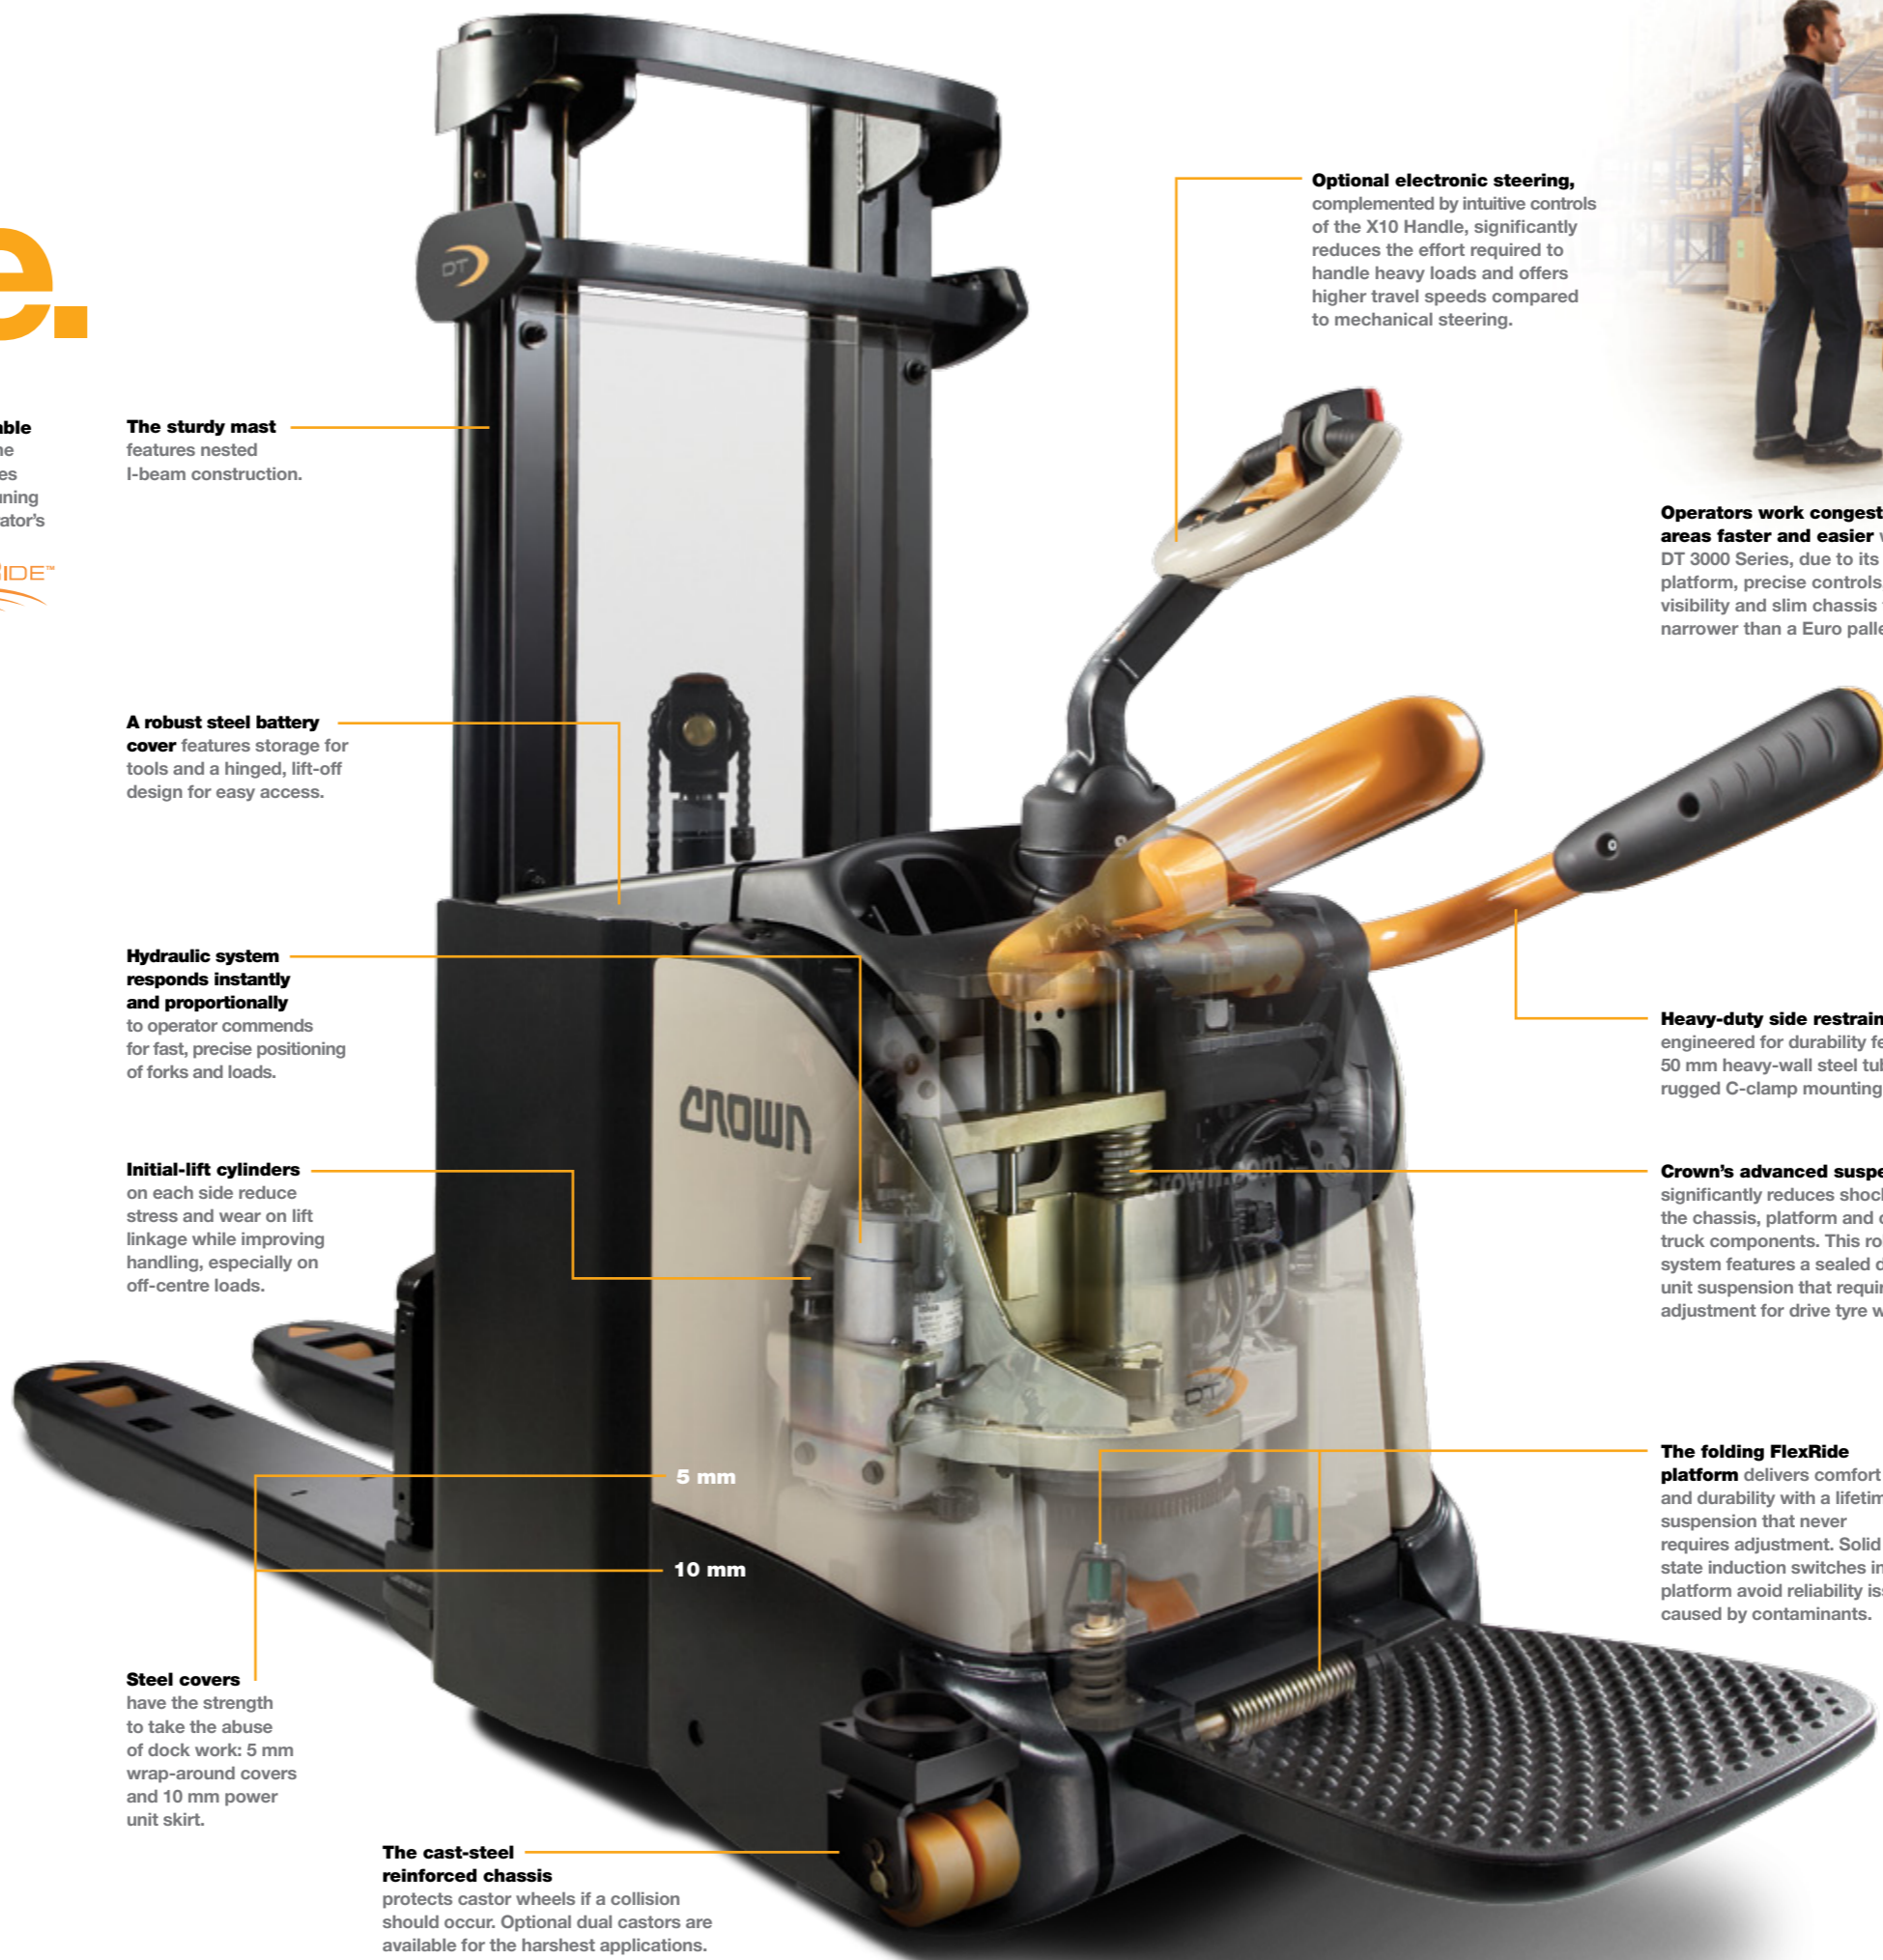 e.
DT
Optional electronic steering,
complemented by intuitive controls
of the X10 Handle, significantly
reduces the effort required to
handle heavy loads and offers
higher travel speeds compared
to mechanical steering.
The sturdy mast
features nested
I-beam construction.
Operators work
areas faster and easier
DT 3000 Series, due to its
platform, precise controls
visibility and slim chassis
narrower than a Euro
A robust steel battery
cover features storage for
tools and a hinged, lift-off
design for easy access.
Hydraulic system
responds instantly
and proportionally
to operator commends
for fast, precise positioning
of forks and loads.
Initial-lift cylinders
on each side reduce
stress and wear on lift
linkage while improving
handling, especially on
off-centre loads.
CROWN
crown.com
DT
Heavy-duty side
engineered for durability
50 mm heavy-wall steel
rugged C-clamp mounting
Crown's advanced
significantly reduces
the chassis, platform and
truck components. This
system features a sealed
unit suspension that
adjustment for drive tyre
The folding FlexRide
platform delivers comfort
and durability with a
suspension that never
requires adjustment. Solid
state induction switches in
platform avoid reliability
caused by contaminants.
5 mm
10 mm
Steel covers
have the strength
to take the abuse
of dock work: 5 mm
wrap-around covers
and 10 mm power
unit skirt.
The cast-steel
reinforced chassis
protects castor wheels if a collision
should occur. Optional dual castors are
available for the harshest applications.